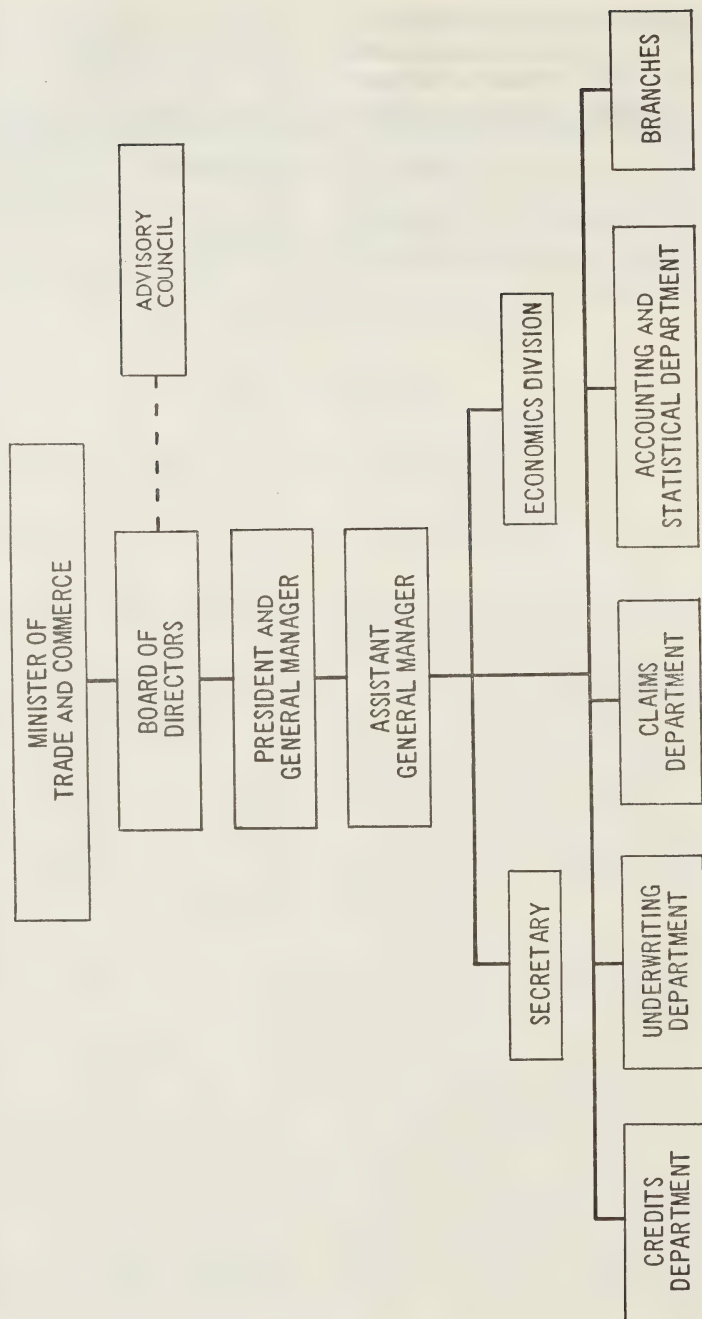 MINISTER OF
TRADE AND COMMERCE
BOARD OF
DIRECTORS
ADVISORY
COUNCIL
PRESIDENT AND
GENERAL MANAGER
ASSISTANT
GENERAL MANAGER
SECRETARY
ECONOMICS DIVISION
CREDITS
DEPARTMENT
UNDERWRITING
DEPARTMENT
CLAIMS
DEPARTMENT
ACCOUNTING AND
STATISTICAL DEPARTMENT
BRANCHES